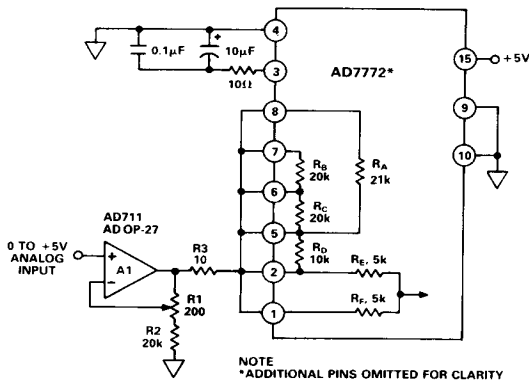 4
0.1µF
+
10µF
3
10Ω
AD7772*
15
+5V
9
10
8
7
RB
20k
RA
21k
6
RC
20k
5
RD
10k
AD711
AD OP-27
0 TO +5V
ANALOG
INPUT
+
A1
−
R3
10
2
RE, 5k
R1
200
1
RF, 5k
R2
20k
NOTE
*ADDITIONAL PINS OMITTED FOR CLARITY